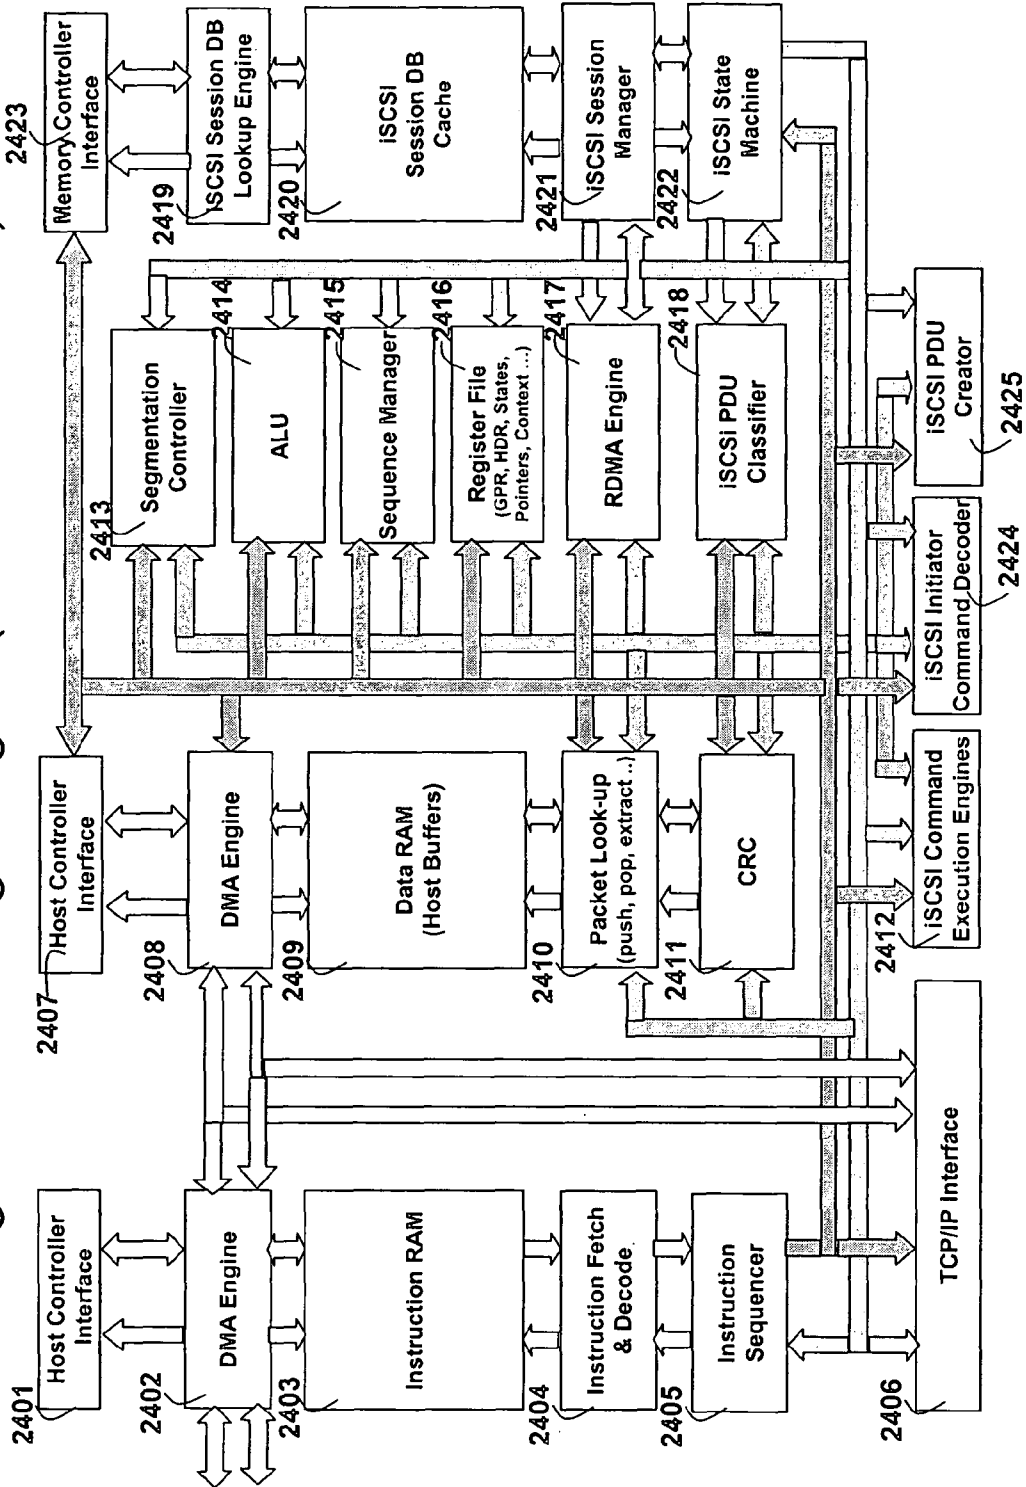 2401
Host Controller
Interface
2402
DMA Engine
2403
Instruction RAM
2404
Instruction Fetch
& Decode
2405
Instruction
Sequencer
2406
TCP/IP Interface
2407
Host Controller
Interface
2408
DMA Engine
2409
Data RAM
(Host Buffers)
2410
Packet Look-up
(push, pop, extract ..)
2411
CRC
2412
iSCSI Command
Execution Engines
2413
Segmentation
Controller
2414
ALU
2415
Sequence Manager
2416
Register File
(GPR, HDR, States,
Pointers, Context ...)
2417
RDMA Engine
2418
iSCSi PDU
Classifier
iSCSI Initiator
Command Decoder
2424
2423
Memory Controller
Interface
2419
iSCSI Session DB
Lookup Engine
2420
iSCSI
Session DB
Cache
2421
iSCSI Session
Manager
2422
iSCSI State
Machine
iSCSI PDU
Creator
2425